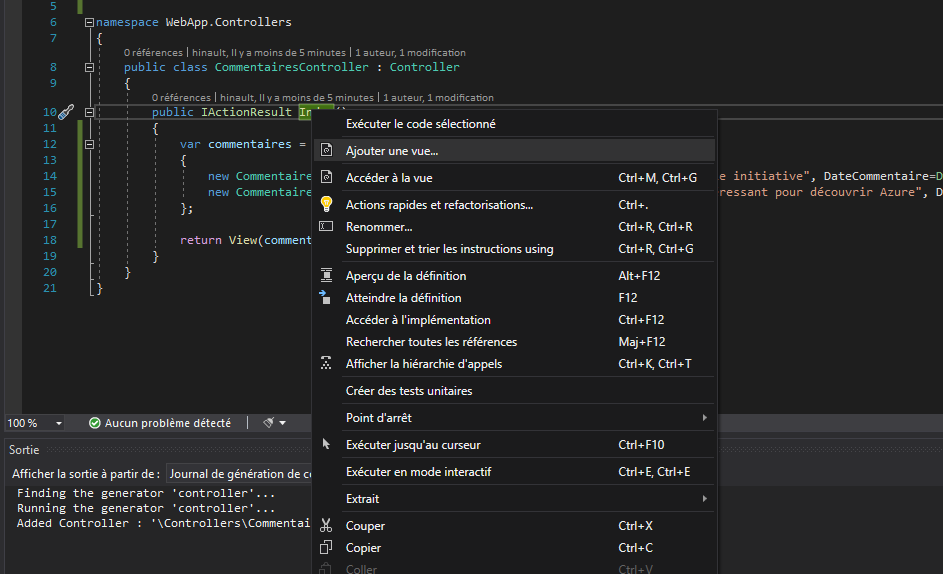 5
6 namespace WebApp.Controllers
7 {
0 références | hinault, Il y a moins de 5 minutes | 1 auteur, 1 modification
8 public class CommentairesController : Controller
9 {
0 références | hinault, Il y a moins de 5 minutes | 1 auteur, 1 modification
10 public IActionResult
11 {
12 var commentaires =
13 {
14 new Commentaire e initiative", DateCommentaire=D
15 new Commentaire ressant pour découvrir Azure", D
16 };
17
18 return View(comment
19 }
20 }
21 }
Exécuter le code sélectionné
Ajouter une vue...
Accéder à la vue Ctrl+M, Ctrl+G
Actions rapides et refactorisations... Ctrl+.
Renommer... Ctrl+R, Ctrl+R
Supprimer et trier les instructions using Ctrl+R, Ctrl+G
Aperçu de la définition Alt+F12
Atteindre la définition F12
Accéder à l'implémentation Ctrl+F12
Rechercher toutes les références Maj+F12
Afficher la hiérarchie d'appels Ctrl+K, Ctrl+T
Créer des tests unitaires
Point d'arrêt
Exécuter jusqu'au curseur Ctrl+F10
Exécuter en mode interactif Ctrl+E, Ctrl+E
Extrait
Couper Ctrl+X
Copier Ctrl+C
Coller Ctrl+V
100 % Aucun problème détecté
Sortie
Afficher la sortie à partir de : Journal de génération de co
Finding the generator 'controller'...
Running the generator 'controller'...
Added Controller : '\Controllers\Commentai